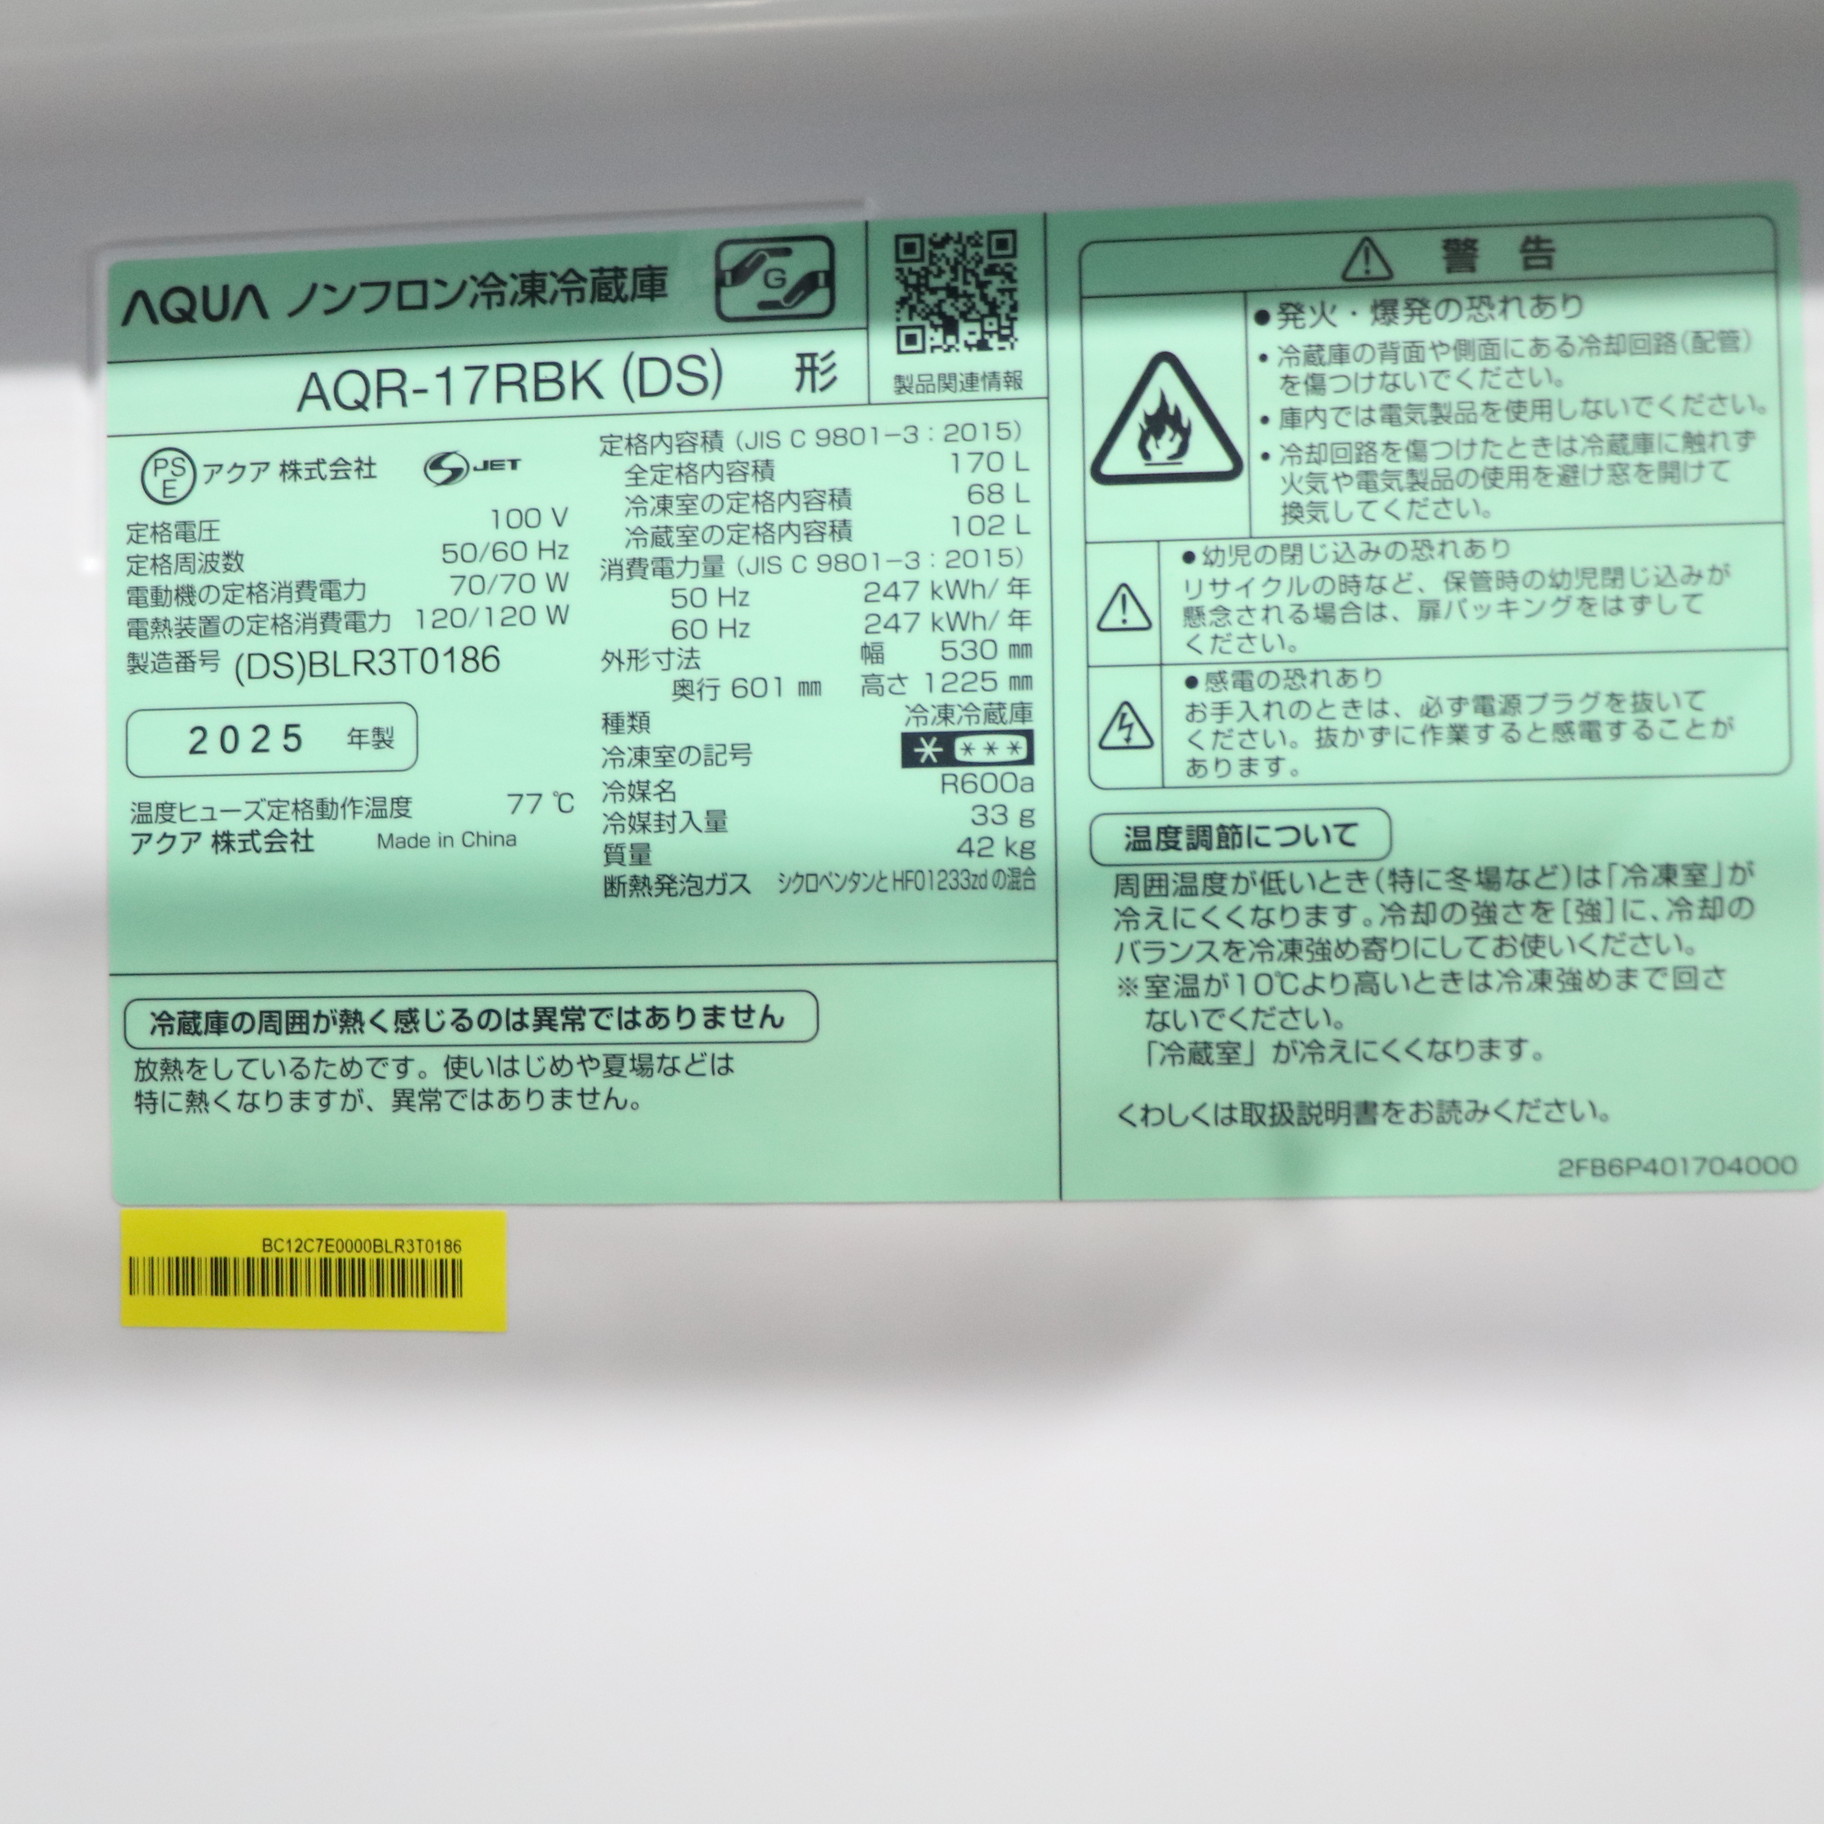 AQUA ノンフロン冷凍冷蔵庫
G
AQR-17RBK (DS) 形
製品関連情報
PS
E
アクア 株式会社
S JET
定格電圧 100 V
定格周波数 50/60 Hz
電動機の定格消費電力 70/70 W
電熱装置の定格消費電力 120/120 W
製造番号 (DS)BLR3T0186
2025 年製
温度ヒューズ定格動作温度 77 ℃
アクア 株式会社 Made in China
定格内容積 (JIS C 9801-3:2015)
全定格内容積 170 L
冷凍室の定格内容積 68 L
冷蔵室の定格内容積 102 L
消費電力量 (JIS C 9801-3:2015)
50 Hz 247 kWh/年
60 Hz 247 kWh/年
外形寸法 幅 530 ㎜
奥行 601 ㎜ 高さ 1225 ㎜
種類 冷凍冷蔵庫
冷凍室の記号 * ***
冷媒名 R600a
冷媒封入量 33 g
質量 42 kg
断熱発泡ガス シクロペンタンとHFO1233zdの混合
冷蔵庫の周囲が熱く感じるのは異常ではありません
放熱をしているためです。使いはじめや夏場などは
特に熱くなりますが、異常ではありません。
警告
●発火・爆発の恐れあり
・冷蔵庫の背面や側面にある冷却回路(配管)
を傷つけないでください。
・庫内では電気製品を使用しないでください。
・冷却回路を傷つけたときは冷蔵庫に触れず
火気や電気製品の使用を避け窓を開けて
換気してください。
●幼児の閉じ込みの恐れあり
リサイクルの時など、保管時の幼児閉じ込みが
懸念される場合は、扉パッキングをはずして
ください。
●感電の恐れあり
お手入れのときは、必ず電源プラグを抜いて
ください。抜かずに作業すると感電することが
あります。
温度調節について
周囲温度が低いとき(特に冬場など)は「冷凍室」が
冷えにくくなります。冷却の強さを[強]に、冷却の
バランスを冷凍強め寄りにしてお使いください。
※室温が10℃より高いときは冷凍強めまで回さ
ないでください。
「冷蔵室」が冷えにくくなります。
くわしくは取扱説明書をお読みください。
2FB6P401704000
BC12C7E0000BLR3T0186